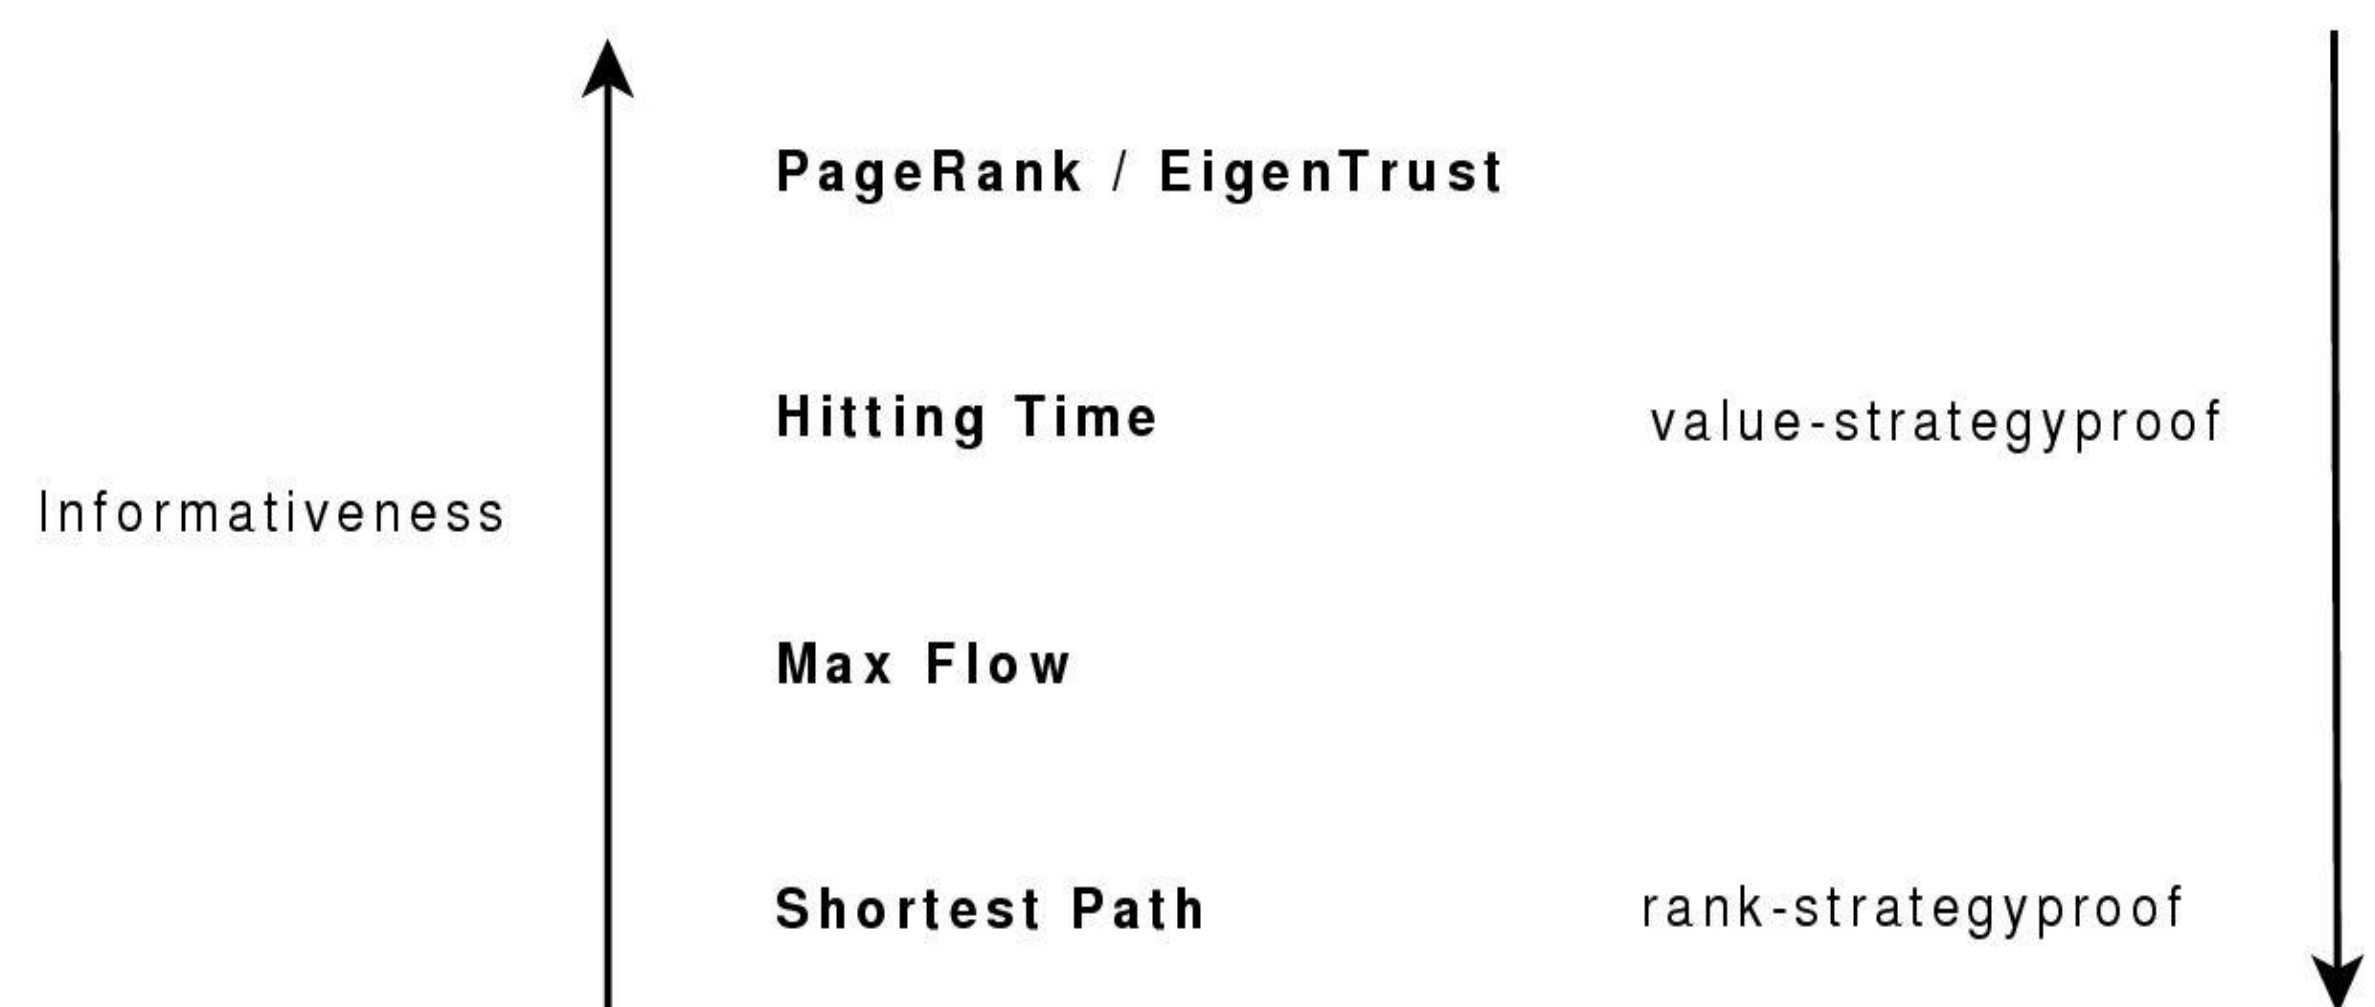 PageRank / EigenTrust
Hitting Time
value-strategyproof
Informativeness
Max Flow
Shortest Path
rank-strategyproof